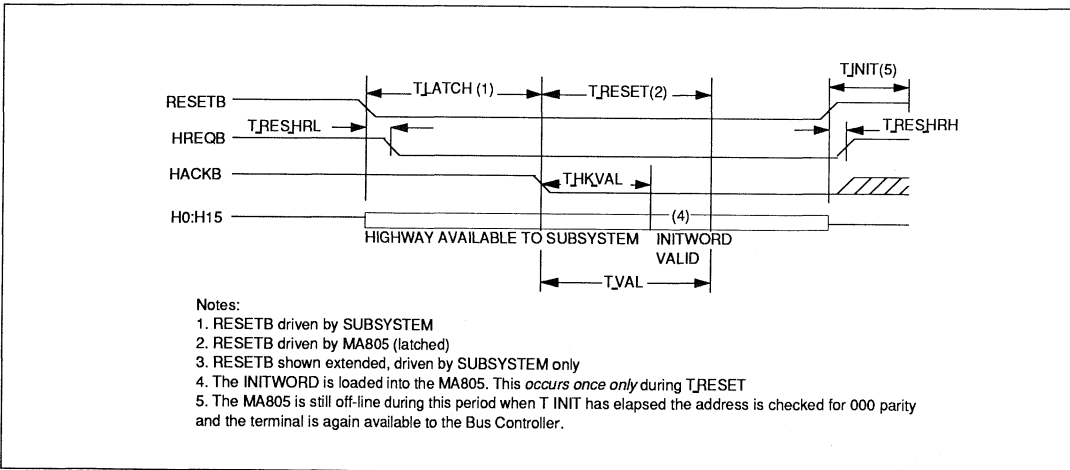 T_INIT(5)
T_LATCH (1)
T_RESET(2)
RESETB
T_RES_HRL
T_RES_HRH
HREQB
HACKB
T_HK_VAL
H0:H15
(4)
HIGHWAY AVAILABLE TO SUBSYSTEM
INITWORD
VALID
T_VAL
Notes:
1. RESETB driven by SUBSYSTEM
2. RESETB driven by MA805 (latched)
3. RESETB shown extended, driven by SUBSYSTEM only
4. The INITWORD is loaded into the MA805. This occurs once only during T_RESET
5. The MA805 is still off-line during this period when T INIT has elapsed the address is checked for 000 parity
and the terminal is again available to the Bus Controller.